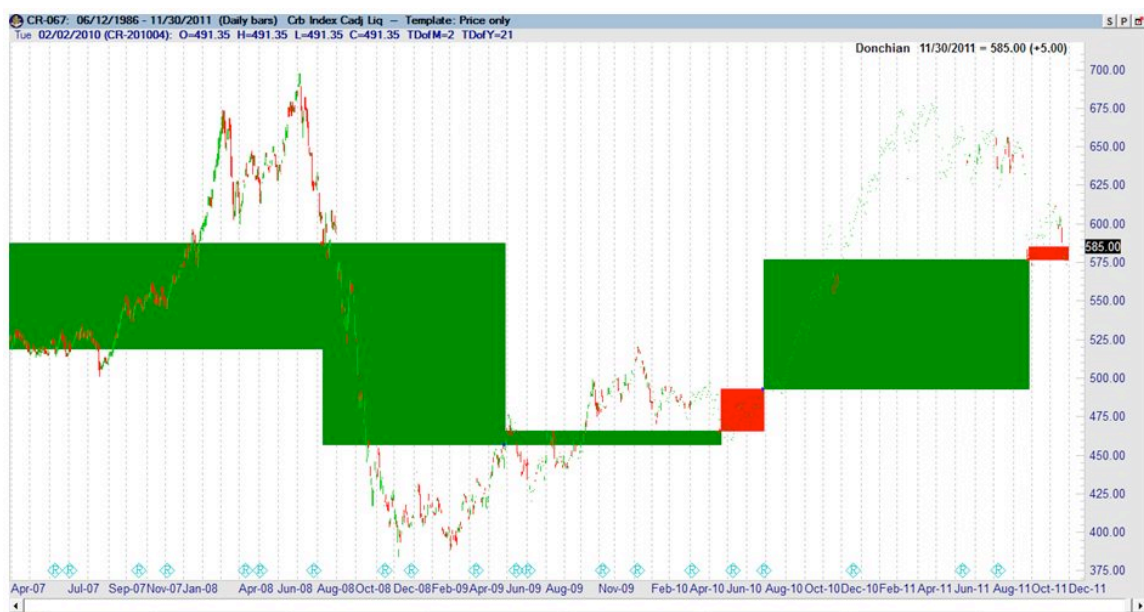 CR-067: 06/12/1986 - 11/30/2011 (Daily bars) Crb Index Cadj Liq – Template: Price only
S P
Tue 02/02/2010 (CR-201004): O=491.35 H=491.35 L=491.35 C=491.35 TDofM=2 TDofY=21
Donchian 11/30/2011 = 585.00 (+5.00)
700.00
675.00
650.00
625.00
600.00
585.00
575.00
550.00
525.00
500.00
475.00
450.00
425.00
400.00
375.00
R R R R R R R R R R R R R R R R R R R
Apr-07 Jul-07 Sep-07 Nov-07 Jan-08 Apr-08 Jun-08 Aug-08 Oct-08 Dec-08 Feb-09 Apr-09 Jun-09 Aug-09 Nov-09 Feb-10 Apr-10 Jun-10 Aug-10 Oct-10 Dec-10 Feb-11 Apr-11 Jun-11 Aug-11 Oct-11 Dec-11